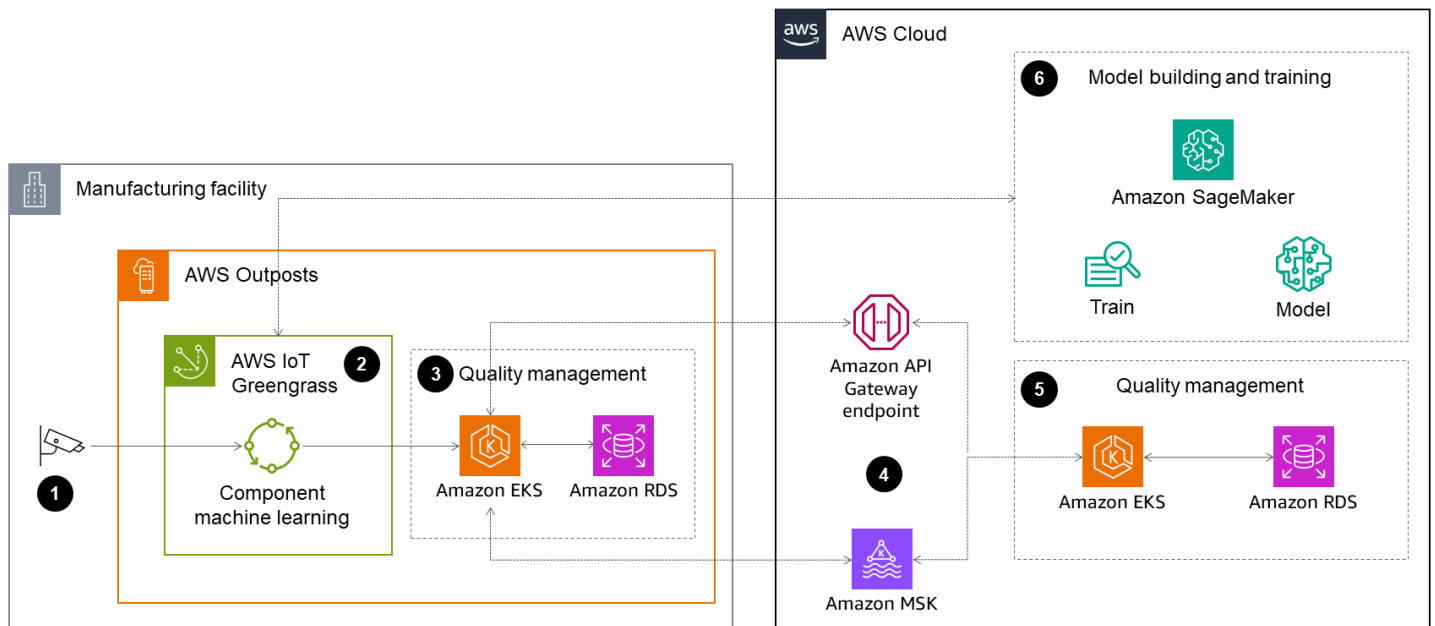 aws
AWS Cloud
6
Model building and training
Amazon SageMaker
Train
Model
Manufacturing facility
AWS Outposts
AWS IoT
Greengrass
2
Component
machine learning
1
3
Quality management
K
Amazon EKS
Amazon RDS
Amazon API
Gateway
endpoint
4
K
Amazon MSK
5
Quality management
K
Amazon EKS
Amazon RDS